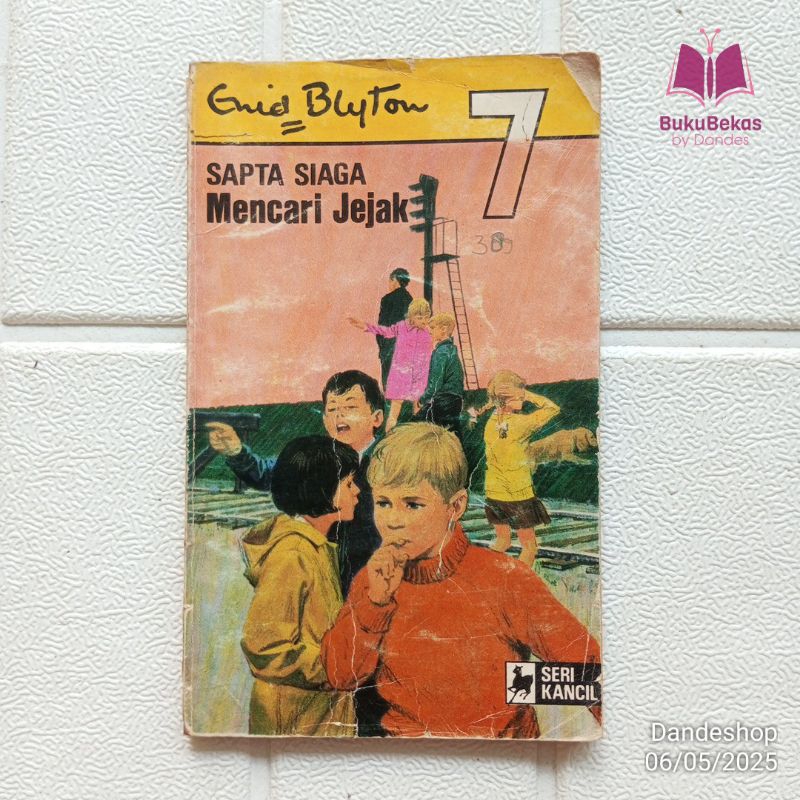 Enid Blyton
7
SAPTA SIAGA
Mencari Jejak
SERI
KANCIL
BukuBekas
by Dandes
Dandeshop
06/05/2025